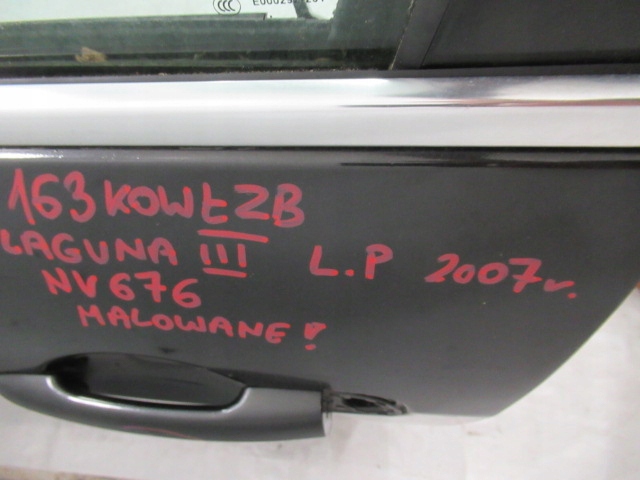 163KOWŁZB
LAGUNA III L.P 2007r.
NV676
MALOWANE!